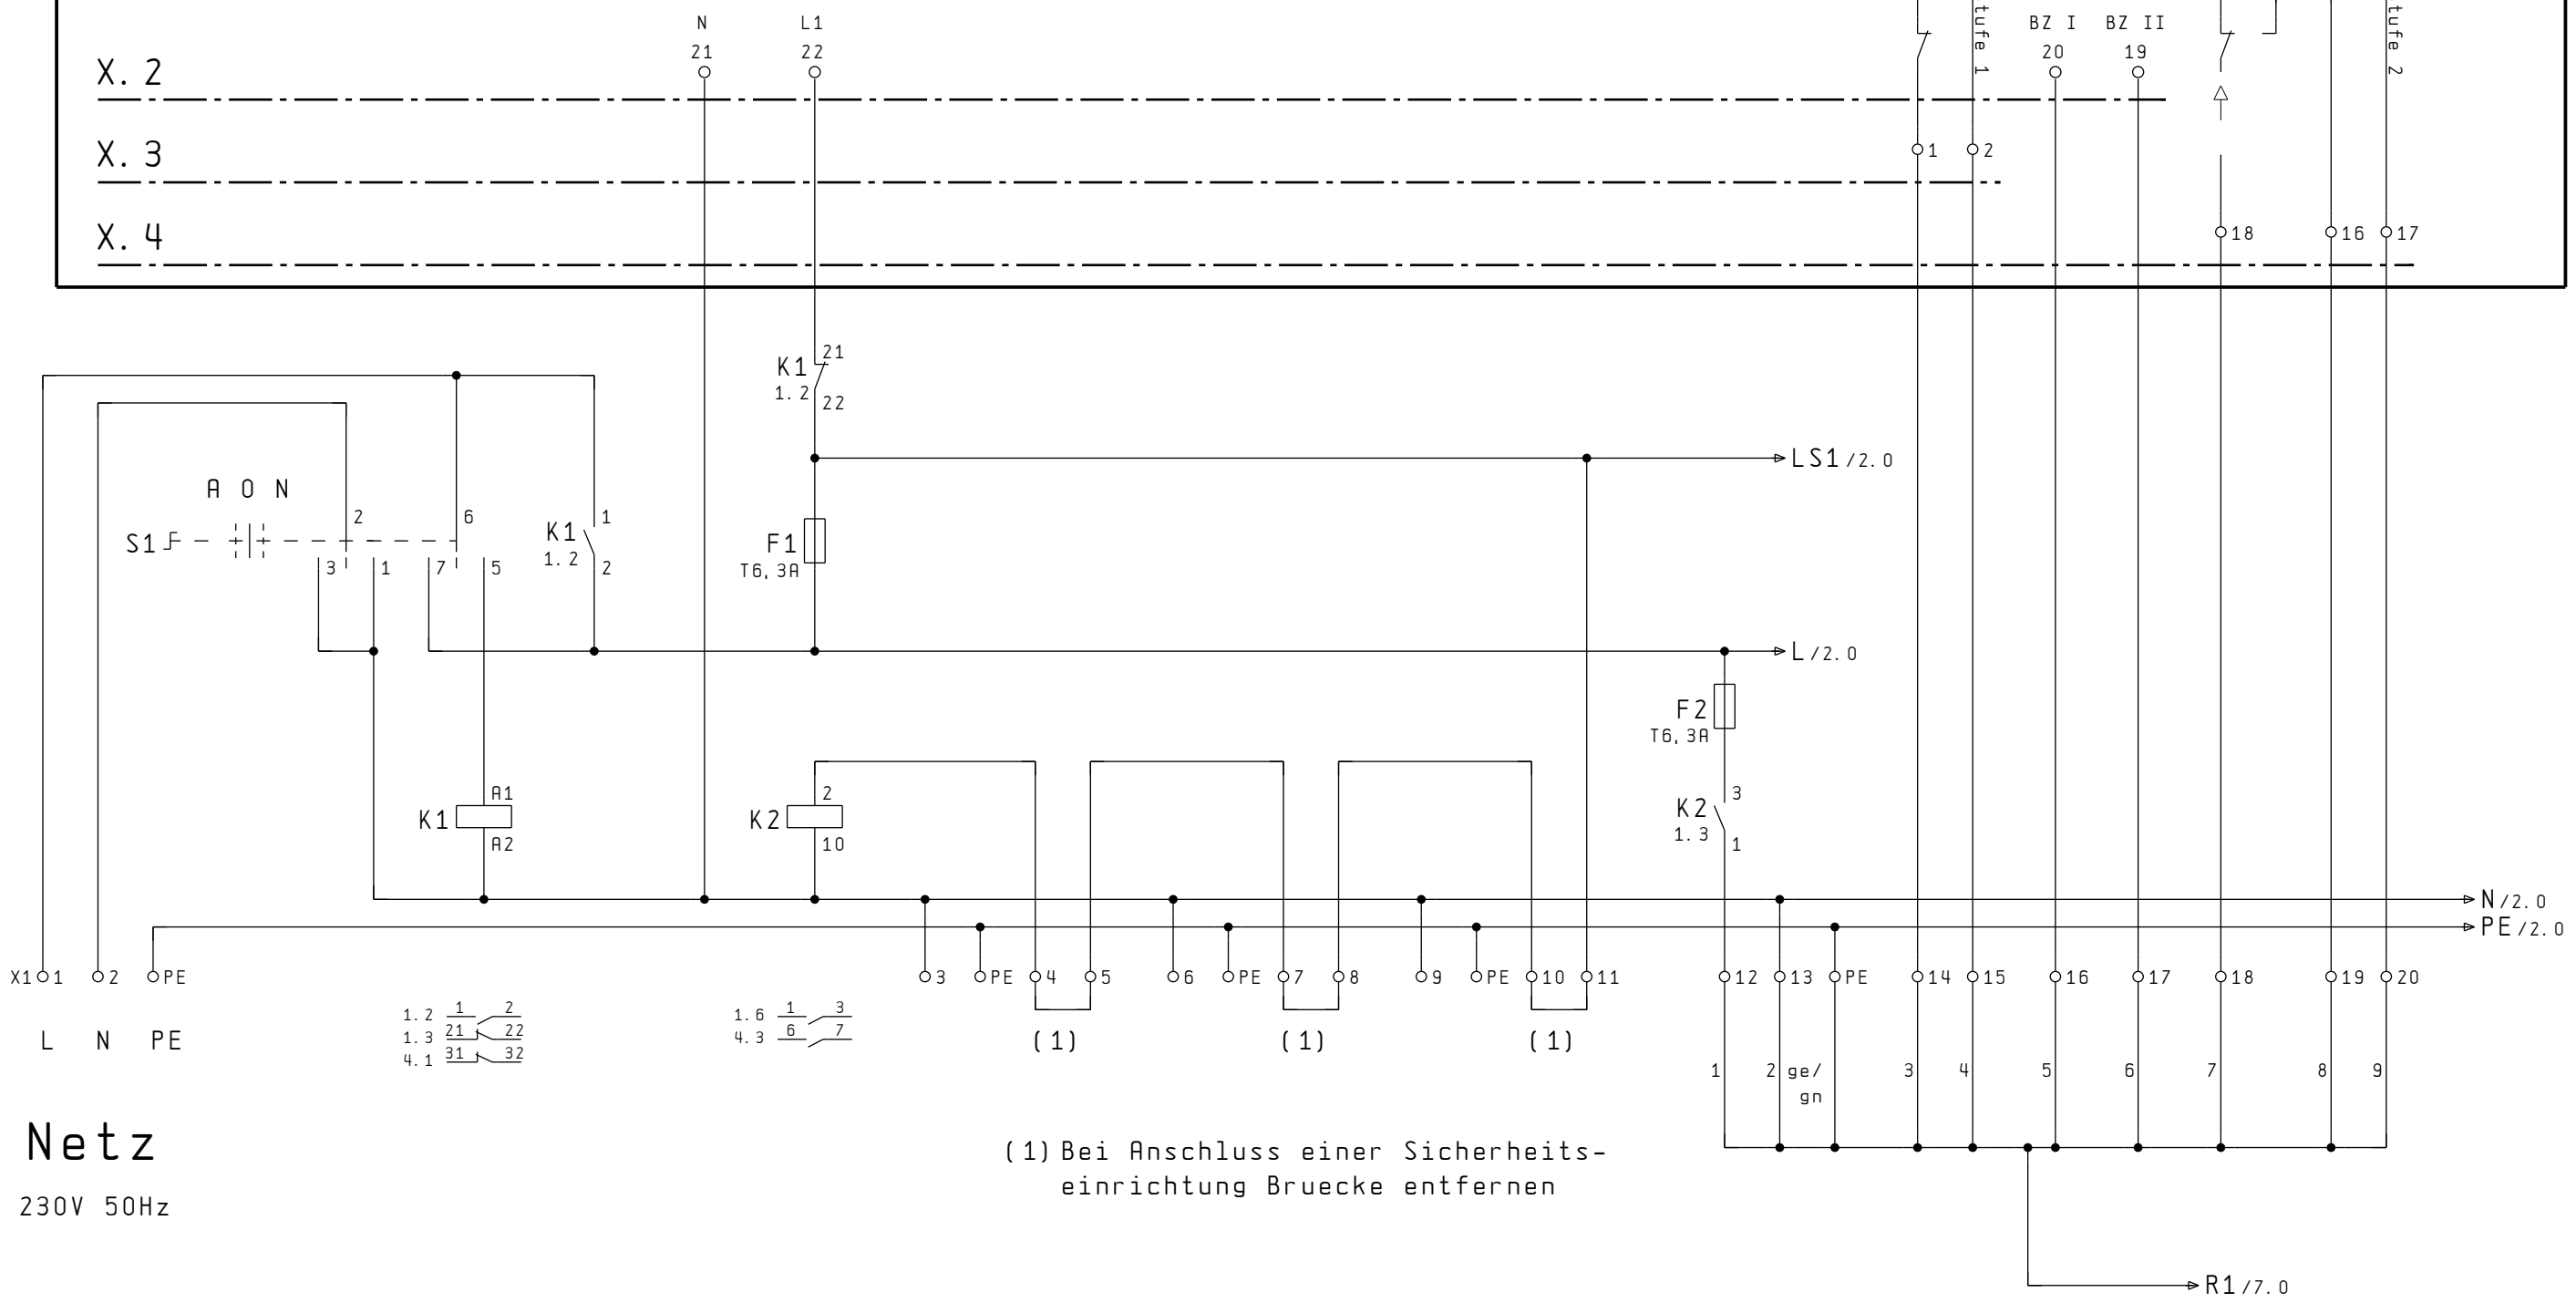 N L1 tufe 1 BZ I BZ II tufe 2
21 22 20 19
X.2
X.3 1 2
X.4 18 16 17
K1 21
1.2 22
LS1/2.0
A O N
S1 2 6 K1 1 F1
3 1 7 5 1.2 2 T6,3A
L/2.0
F2
T6,3A
K1 A1 K2 2 K2 3
A2 10 1.3 1
N/2.0
PE/2.0
X1 1 2 PE 3 PE 4 5 6 PE 7 8 9 PE 10 11 12 13 PE 14 15 16 17 18 19 20
1.2 1 2 1.6 1 3
1.3 21 22 4.3 6 7
4.1 31 32
L N PE (1) (1) (1)
1 2 ge/ 3 4 5 6 7 8 9
gn
Netz
230V 50Hz
(1) Bei Anschluss einer Sicherheits-
einrichtung Bruecke entfernen
R1/7.0